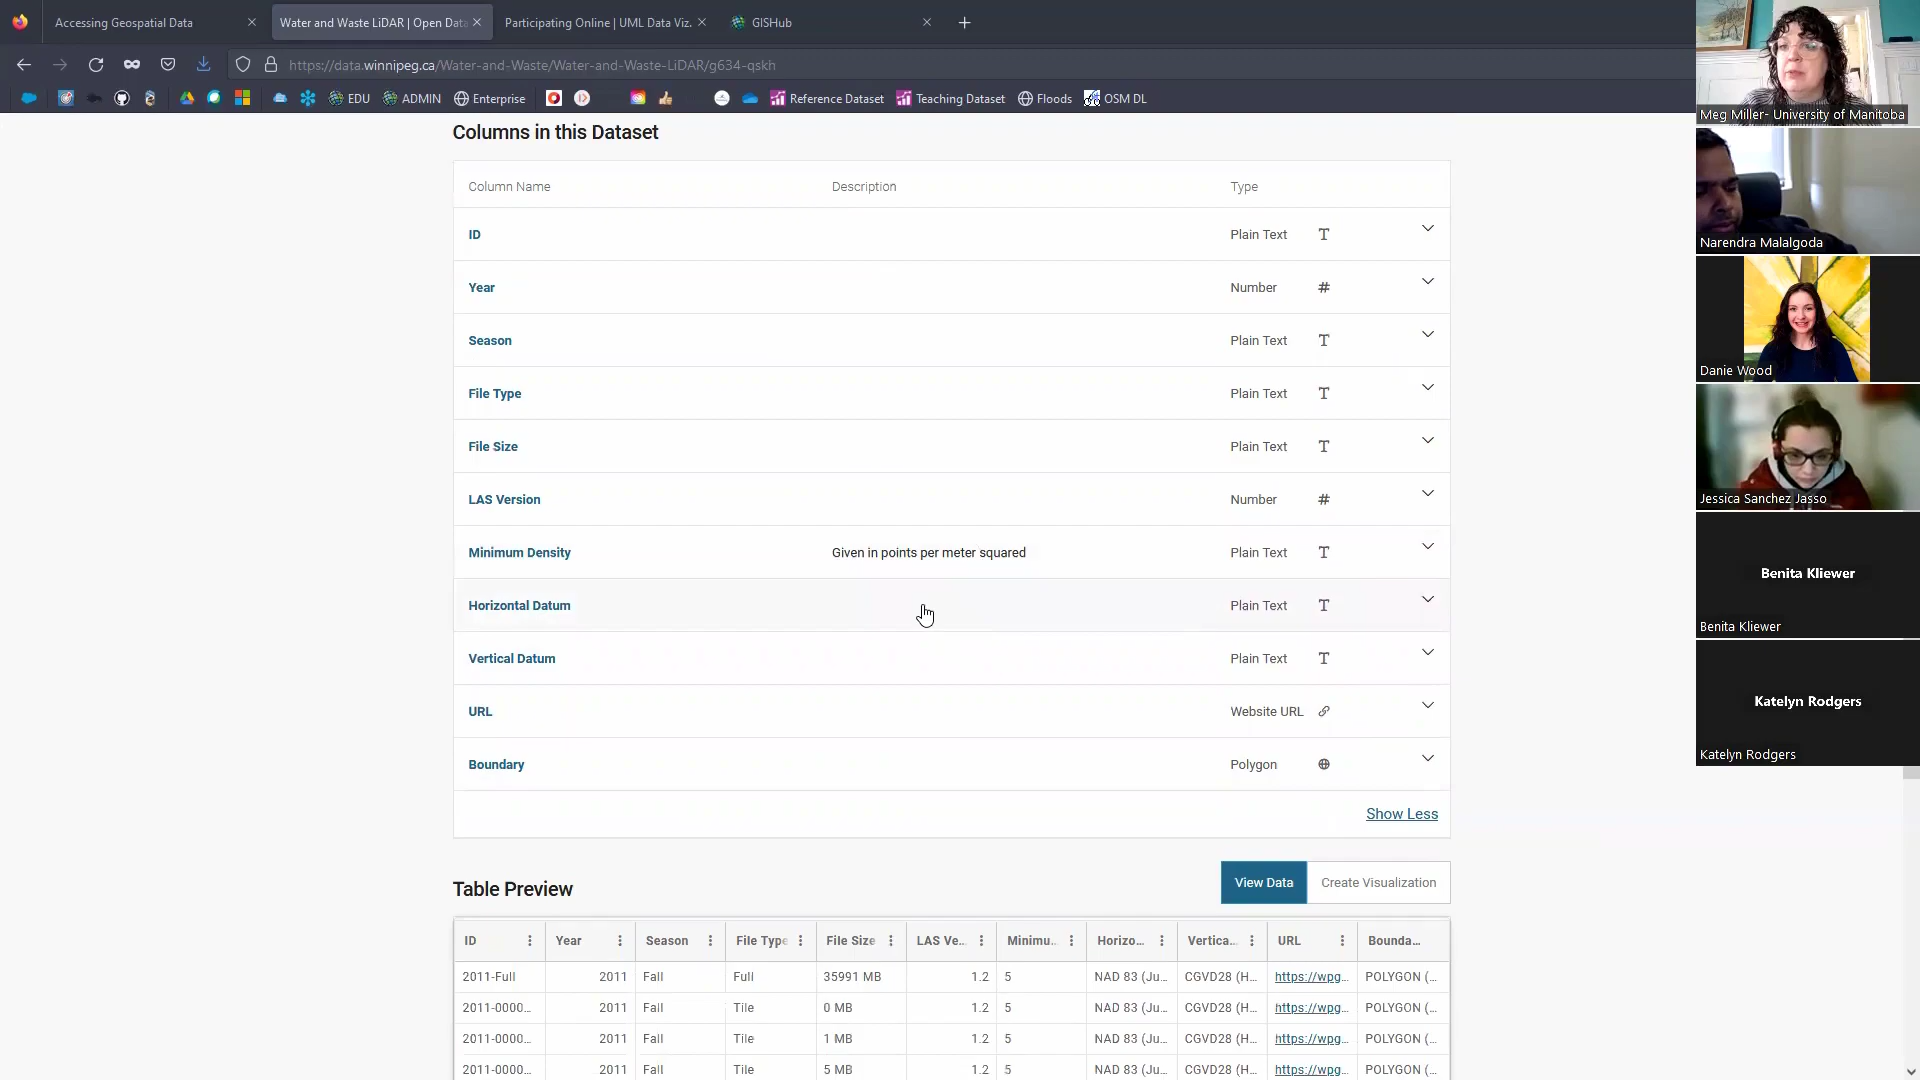 Accessing Geospatial Data
Water and Waste LiDAR | Open Data
Participating Online | UML Data Viz.
GISHub
https://data.winnipeg.ca/Water-and-Waste/Water-and-Waste-LiDAR/g634-qskh
EDU
ADMIN
Enterprise
Reference Dataset
Teaching Dataset
Floods
OSM DL
Columns in this Dataset
Column Name Description Type
ID Plain Text
Year Number #
Season Plain Text
File Type Plain Text
File Size Plain Text
LAS Version Number #
Minimum Density Given in points per meter squared Plain Text
Horizontal Datum Plain Text
Vertical Datum Plain Text
URL Website URL
Boundary Polygon
Show Less
Table Preview
View Data
Create Visualization
ID Year Season File Type File Size LAS Ve... Minimu... Horizo... Vertica... URL Bounda...
2011-Full 2011 Fall Full 35991 MB 1.2 5 NAD 83 (Ju... CGVD28 (H... https://wpg... POLYGON (...
2011-0000... 2011 Fall Tile 0 MB 1.2 5 NAD 83 (Ju... CGVD28 (H... https://wpg... POLYGON (...
2011-0000... 2011 Fall Tile 1 MB 1.2 5 NAD 83 (Ju... CGVD28 (H... https://wpg... POLYGON (...
2011-0000... 2011 Fall Tile 5 MB 1.2 5 NAD 83 (Ju... CGVD28 (H... https://wpg... POLYGON (...
Meg Miller- University of Manitoba
Narendra Malalgoda
Danie Wood
Jessica Sanchez Jasso
Benita Kliewer
Benita Kliewer
Katelyn Rodgers
Katelyn Rodgers